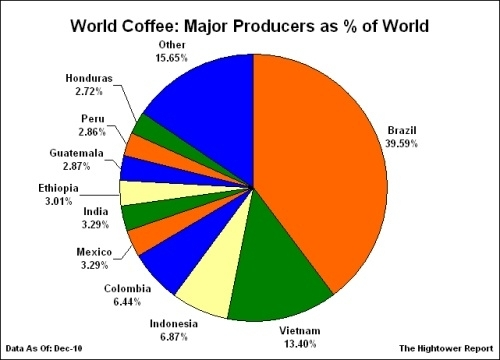 World Coffee: Major Producers as % of World
Other
15.65%
Honduras
2.72%
Peru
2.86%
Guatemala
2.87%
Ethiopia
3.01%
India
3.29%
Mexico
3.29%
Colombia
6.44%
Indonesia
6.87%
Vietnam
13.40%
Brazil
39.59%
Data As Of: Dec-10
The Hightower Report